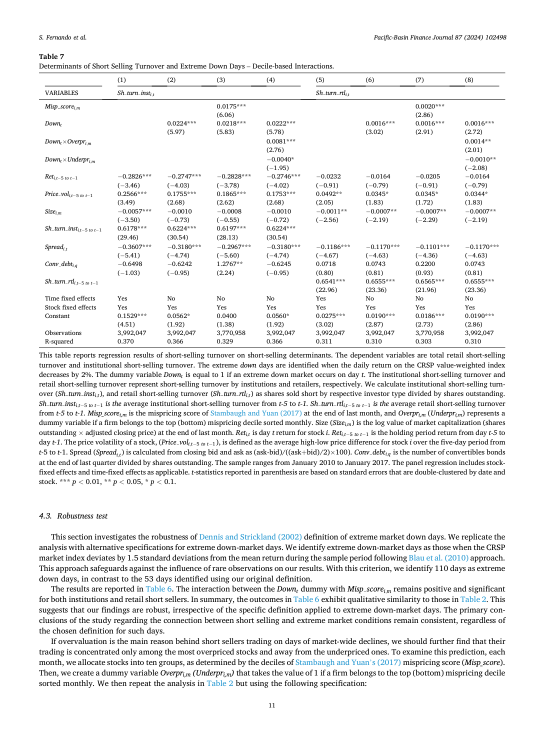 S. Fernando et al.
Pacific-Basin Finance Journal 87 (2024) 102498
Table 7
Determinants of Short Selling Turnover and Extreme Down Days – Decile-based Interactions.
(1) (2) (3) (4) (5) (6) (7) (8)
VARIABLES Sh.turn.inst_i,t Sh.turn.rtl_i,t
Misp_score_i,m 0.0175*** 0.0020***
(6.06) (2.86)
Down_t 0.0224*** 0.0218*** 0.0222*** 0.0016*** 0.0016*** 0.0016***
(5.97) (5.83) (5.78) (3.02) (2.91) (2.72)
Down_t×Overpr_i,m 0.0081*** 0.0014**
(2.76) (2.01)
Down_t×Underpr_i,m −0.0040* −0.0010**
(−1.95) (−2.08)
Ret_i,t−5 to t−1 −0.2826*** −0.2747*** −0.2828*** −0.2746*** −0.0232 −0.0164 −0.0205 −0.0164
(−3.46) (−4.03) (−3.78) (−4.02) (−0.91) (−0.79) (−0.91) (−0.79)
Price_vol_i,t−5 to t−1 0.2566*** 0.1755*** 0.1865*** 0.1753*** 0.0492** 0.0345* 0.0345* 0.0344*
(3.49) (2.68) (2.62) (2.68) (2.05) (1.83) (1.72) (1.83)
Size_i,m −0.0057*** −0.0010 −0.0008 −0.0010 −0.0011** −0.0007** −0.0007** −0.0007**
(−3.50) (−0.73) (−0.55) (−0.72) (−2.56) (−2.19) (−2.29) (−2.19)
Sh.turn.inst_i,t−5 to t−1 0.6178*** 0.6224*** 0.6197*** 0.6224***
(29.46) (30.54) (28.13) (30.54)
Spread_i,t −0.3607*** −0.3180*** −0.2967*** −0.3180*** −0.1186*** −0.1170*** −0.1101*** −0.1170***
(−5.41) (−4.74) (−5.60) (−4.74) (−4.67) (−4.63) (−4.36) (−4.63)
Conv_debt_i,q −0.6498 −0.6242 1.2767** −0.6245 0.0718 0.0743 0.2200 0.0743
(−1.03) (−0.95) (2.24) (−0.95) (0.80) (0.81) (0.93) (0.81)
Sh.turn.rtl_i,t−5 to t−1 0.6541*** 0.6555*** 0.6565*** 0.6555***
(22.96) (23.36) (21.96) (23.36)
Time fixed effects Yes No No No Yes No No No
Stock fixed effects Yes Yes Yes Yes Yes Yes Yes Yes
Constant 0.1529*** 0.0562* 0.0400 0.0560* 0.0275*** 0.0190*** 0.0186*** 0.0190***
(4.51) (1.92) (1.38) (1.92) (3.02) (2.87) (2.73) (2.86)
Observations 3,992,047 3,992,047 3,770,958 3,992,047 3,992,047 3,992,047 3,770,958 3,992,047
R-squared 0.370 0.366 0.329 0.366 0.311 0.310 0.303 0.310
This table reports regression results of short-selling turnover on short-selling determinants. The dependent variables are total retail short-selling
turnover and institutional short-selling turnover. The extreme down days are identified when the daily return on the CRSP value-weighted index
decreases by 2%. The dummy variable Down_t is equal to 1 if an extreme down market occurs on day t. The institutional short-selling turnover and
retail short-selling turnover represent short-selling turnover by institutions and retailers, respectively. We calculate institutional short-selling turn-
over (Sh.turn.inst_i,t), and retail short-selling turnover (Sh.turn.rtl_i,t) as shares sold short by respective investor type divided by shares outstanding.
Sh.turn.inst_i,t−5 to t−1 is the average institutional short-selling turnover from t-5 to t-1. Sh.turn.rtl_i,t−5 to t−1 is the average retail short-selling turnover
from t-5 to t-1. Misp_score_i,m is the mispricing score of Stambaugh and Yuan (2017) at the end of last month, and Overpr_i,m (Underpr_i,m) represents a
dummy variable if a firm belongs to the top (bottom) mispricing decile sorted monthly. Size (Size_i,m) is the log value of market capitalization (shares
outstanding × adjusted closing price) at the end of last month. Ret_i,t is day t return for stock i. Ret_i,t−5 to t−1 is the holding period return from day t-5 to
day t-1. The price volatility of a stock, (Price_vol_i,t−5 to t−1), is defined as the average high-low price difference for stock i over the five-day period from
t-5 to t-1. Spread (Spread_i,t) is calculated from closing bid and ask as (ask-bid)/((ask+bid)/2)×100). Conv_debt_i,q is the number of convertible bonds
at the end of last quarter divided by shares outstanding. The sample ranges from January 2010 to January 2017. The panel regression includes stock-
fixed effects and time-fixed effects as applicable. t-statistics reported in parenthesis are based on standard errors that are double-clustered by date and
stock. *** p < 0.01, ** p < 0.05, * p < 0.1.
4.3. Robustness test
This section investigates the robustness of Dennis and Strickland (2002) definition of extreme market down days. We replicate the
analysis with alternative specifications for extreme down-market days. We identify extreme down-market days as those when the CRSP
market index deviates by 1.5 standard deviations from the mean return during the sample period following Blau et al. (2010) approach.
This approach safeguards against the influence of rare observations on our results. With this criterion, we identify 110 days as extreme
down days, in contrast to the 53 days identified using our original definition.
The results are reported in Table 6. The interaction between the Down_t dummy with Misp_score_i,m remains positive and significant
for both institutions and retail short sellers. In summary, the outcomes in Table 6 exhibit qualitative similarity to those in Table 2. This
suggests that our findings are robust, irrespective of the specific definition applied to extreme down-market days. The primary con-
clusions of the study regarding the connection between short selling and extreme market conditions remain consistent, regardless of
the chosen definition for such days.
If overvaluation is the main reason behind short sellers trading on days of market-wide declines, we should further find that their
trading is concentrated only among the most overpriced stocks and away from the underpriced ones. To examine this prediction, each
month, we allocate stocks into ten groups, as determined by the deciles of Stambaugh and Yuan's (2017) mispricing score (Misp_score).
Then, we create a dummy variable Overpr_i,m (Underpr_i,m) that takes the value of 1 if a firm belongs to the top (bottom) mispricing decile
sorted monthly. We then repeat the analysis in Table 2 but using the following specification:
11